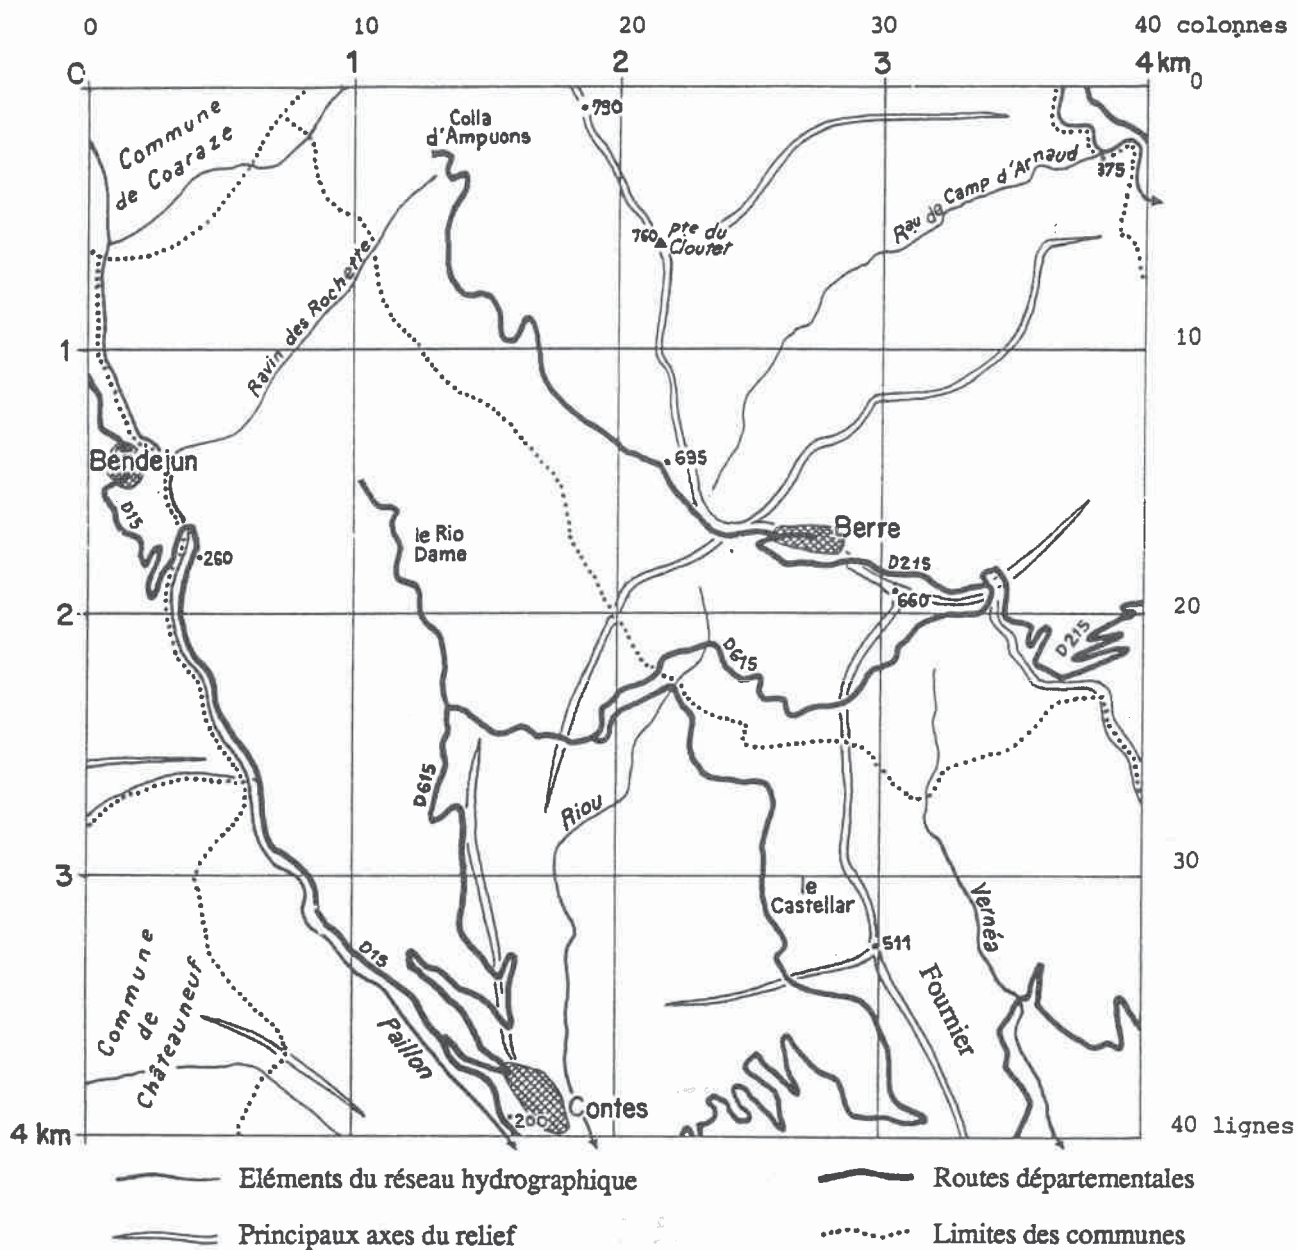 0 10 20 30 40 colonnes
0 1 2 3 4 km 0
Commune
de Coaraze
Colla
d'Ampuons
790
Rau de Camp d'Arnaud
375
760
Pte du
Cloutet
Ravin des Rochette
1 10
Bendejun
695
D15
260
le Rio
Dame
Berre
D215
660
2 20
D215
D615
D615
Riou
3 30
le
Castellar
Vernéa
511
Fournier
D15
Commune
de
Châteauneuf
Paillon
200
Contes
4 km 40 lignes
Eléments du réseau hydrographique
Routes départementales
Principaux axes du relief
Limites des communes